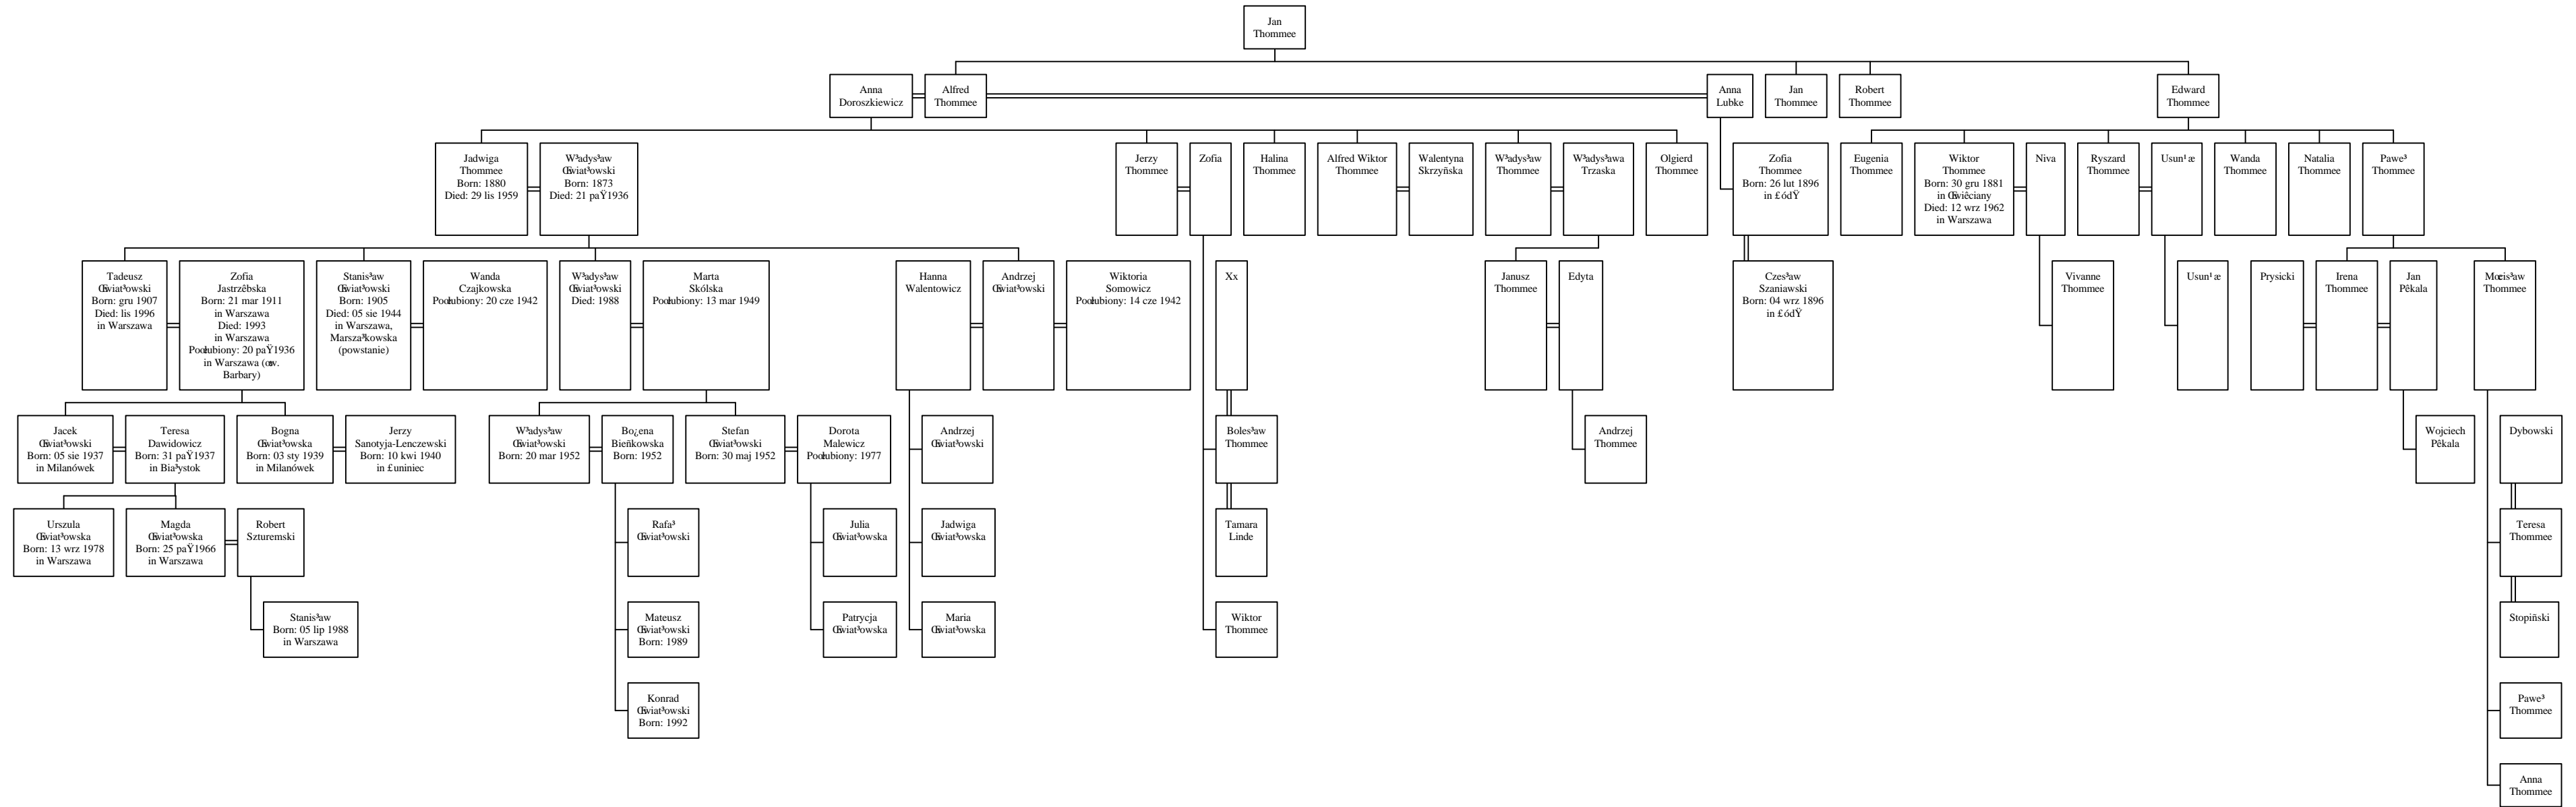 Jan
Thommee
Anna
Doroszkiewicz
Alfred
Thommee
Anna
Lubke
Jan
Thommee
Robert
Thommee
Edward
Thommee
Jadwiga
Thommee
Born: 1880
Died: 29 lis 1959
W³adys³aw
Œwiat³owski
Born: 1873
Died: 21 paŸ1936
Jerzy
Thommee
Zofia
Halina
Thommee
Alfred Wiktor
Thommee
Walentyna
Skrzyñska
W³adys³aw
Thommee
W³adys³awa
Trzaska
Olgierd
Thommee
Zofia
Thommee
Born: 26 lut 1896
in £ódŸ
Eugenia
Thommee
Wiktor
Thommee
Born: 30 gru 1881
in Œwiêciany
Died: 12 wrz 1962
in Warszawa
Niva
Ryszard
Thommee
Usun¹æ
Wanda
Thommee
Natalia
Thommee
Pawe³
Thommee
Tadeusz
Œwiat³owski
Born: gru 1907
Died: lis 1996
in Warszawa
Zofia
Jastrzêbska
Born: 21 mar 1911
in Warszawa
Died: 1993
in Warszawa
Poœlubiony: 20 paŸ1936
in Warszawa (œw.
Barbary)
Stanis³aw
Œwiat³owski
Born: 1905
Died: 05 sie 1944
in Warszawa,
Marsza³kowska
(powstanie)
Wanda
Czajkowska
Poœlubiony: 20 cze 1942
W³adys³aw
Œwiat³owski
Died: 1988
Marta
Skólska
Poœlubiony: 13 mar 1949
Hanna
Walentowicz
Andrzej
Œwiat³owski
Wiktoria
Somowicz
Poœlubiony: 14 cze 1942
Xx
Janusz
Thommee
Edyta
Czes³aw
Szaniawski
Born: 04 wrz 1896
in £ódŸ
Vivanne
Thommee
Usun¹æ
Prysicki
Irena
Thommee
Jan
Pêkala
Moœcis³aw
Thommee
Jacek
Œwiat³owski
Born: 05 sie 1937
in Milanówek
Teresa
Dawidowicz
Born: 31 paŸ1937
in Bia³ystok
Bogna
Œwiat³owska
Born: 03 sty 1939
in Milanówek
Jerzy
Sanotyja-Lenczewski
Born: 10 kwi 1940
in £uniniec
W³adys³aw
Œwiat³owski
Born: 20 mar 1952
Bo¿ena
Bieñkowska
Born: 1952
Stefan
Œwiat³owski
Born: 30 maj 1952
Dorota
Malewicz
Poœlubiony: 1977
Andrzej
Œwiat³owski
Boles³aw
Thommee
Andrzej
Thommee
Wojciech
Pêkala
Dybowski
Urszula
Œwiat³owska
Born: 13 wrz 1978
in Warszawa
Magda
Œwiat³owska
Born: 25 paŸ1966
in Warszawa
Robert
Szturemski
Rafa³
Œwiat³owski
Julia
Œwiat³owska
Jadwiga
Œwiat³owska
Tamara
Linde
Teresa
Thommee
Stanis³aw
Born: 05 lip 1988
in Warszawa
Mateusz
Œwiat³owski
Born: 1989
Patrycja
Œwiat³owska
Maria
Œwiat³owska
Wiktor
Thommee
Stopiñski
Konrad
Œwiat³owski
Born: 1992
Pawe³
Thommee
Anna
Thommee